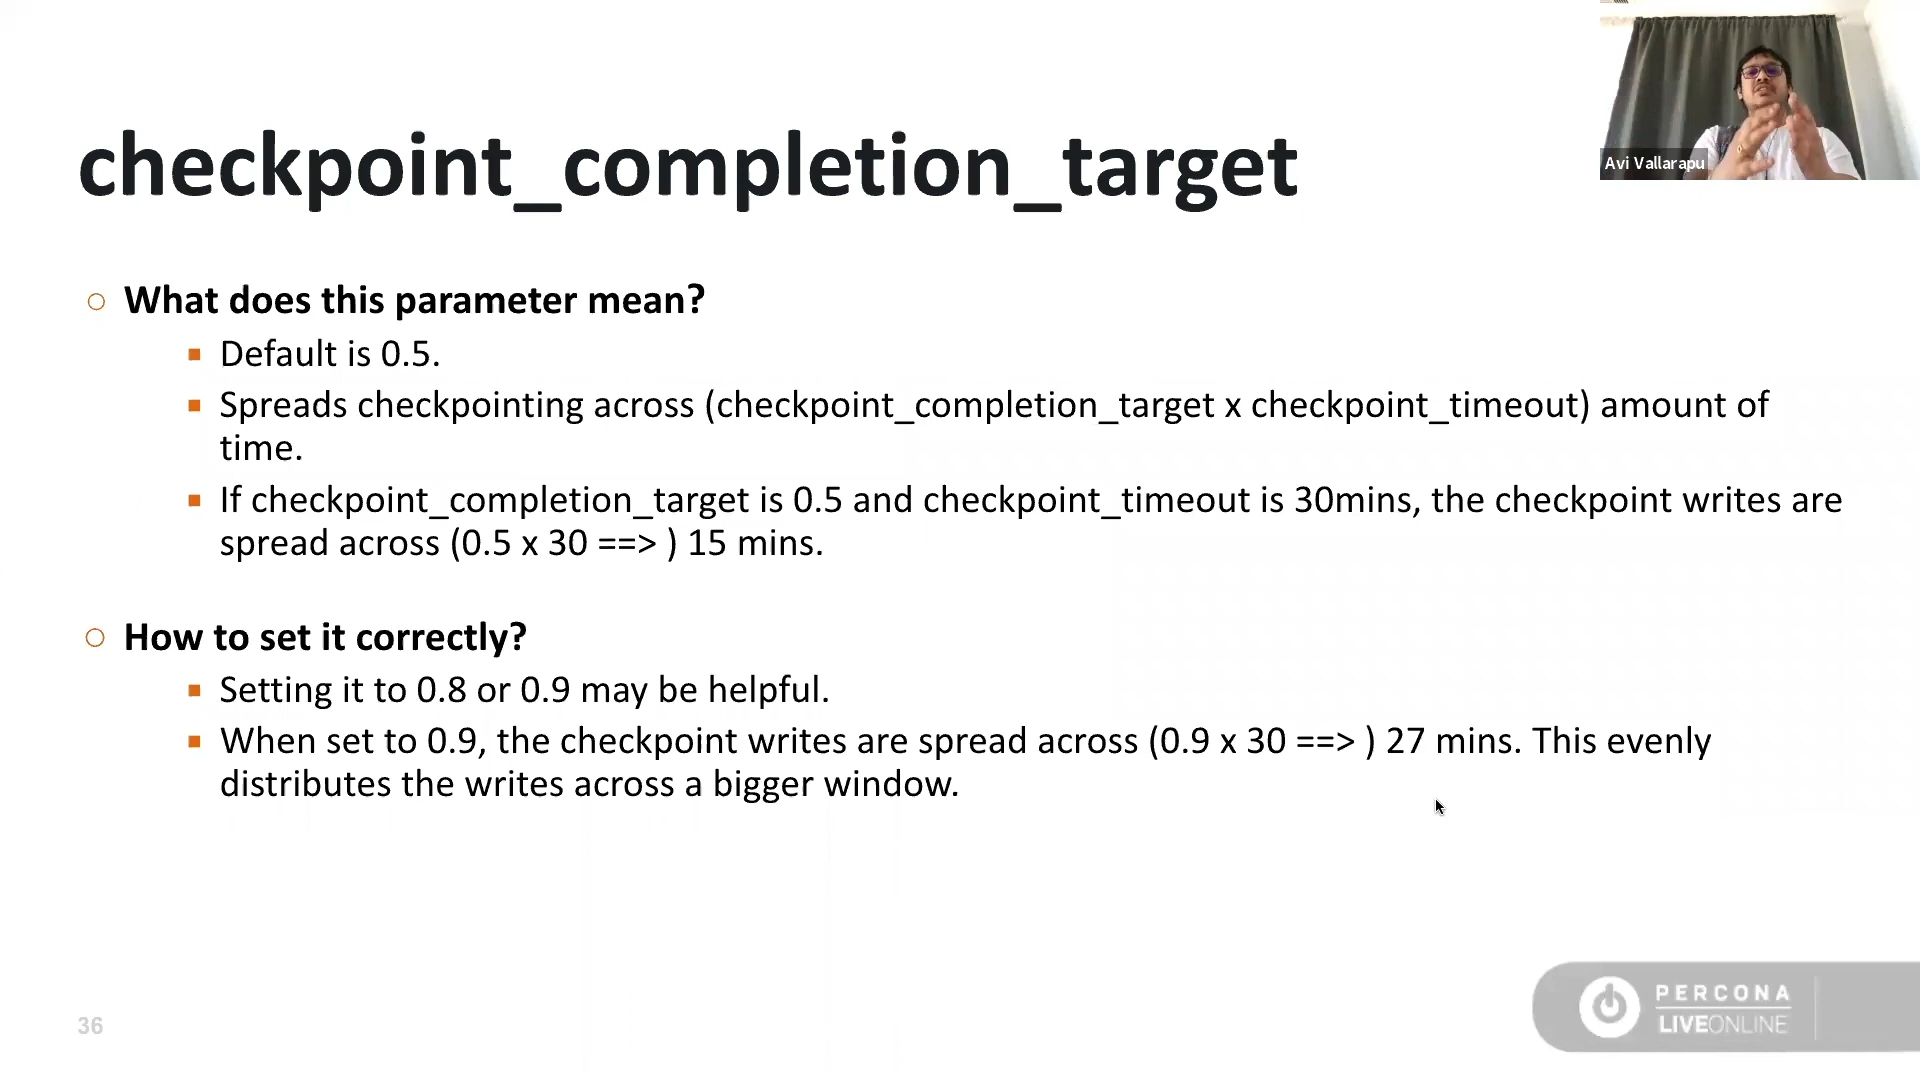 checkpoint_completion_target
Avi Vallarapu
What does this parameter mean?
Default is 0.5.
Spreads checkpointing across (checkpoint_completion_target x checkpoint_timeout) amount of
time.
If checkpoint_completion_target is 0.5 and checkpoint_timeout is 30mins, the checkpoint writes are
spread across (0.5 x 30 ==> ) 15 mins.
How to set it correctly?
Setting it to 0.8 or 0.9 may be helpful.
When set to 0.9, the checkpoint writes are spread across (0.9 x 30 ==> ) 27 mins. This evenly
distributes the writes across a bigger window.
36
PERCONA
LIVEONLINE